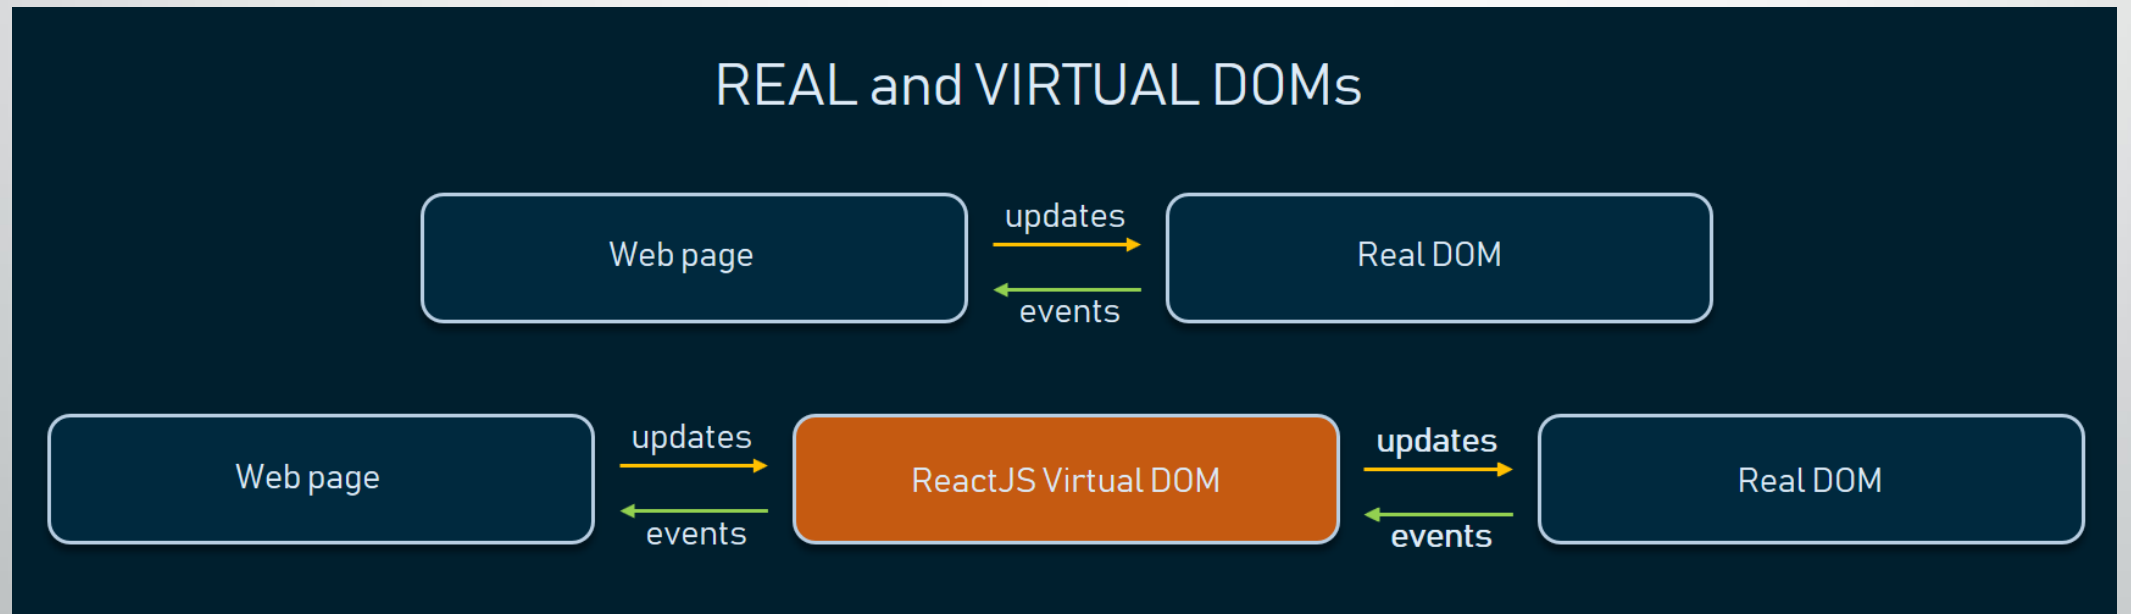 REAL and VIRTUAL DOMs
updates
Web page
Real DOM
events
updates
updates
Web page
ReactJS Virtual DOM
Real DOM
events
events